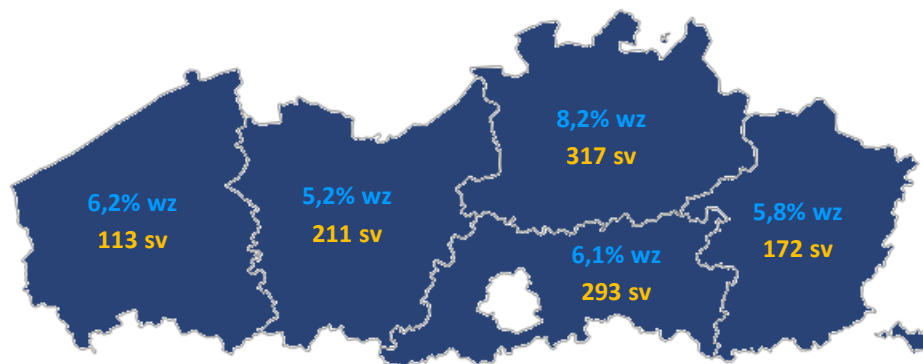 6,2% wz
113 sv
5,2% wz
211 sv
8,2% wz
317 sv
6,1% wz
293 sv
5,8% wz
172 sv